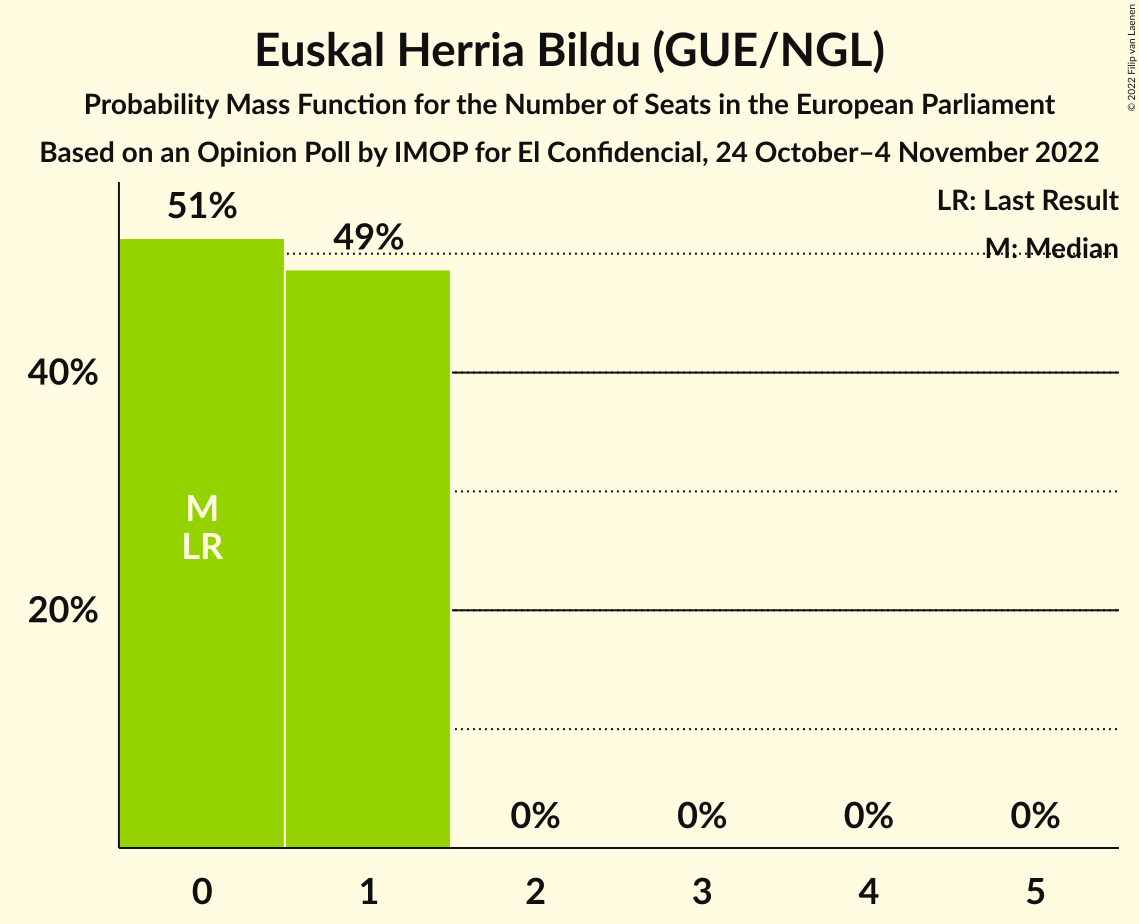 Euskal Herria Bildu (GUE/NGL)
Probability Mass Function for the Number of Seats in the European Parliament
Based on an Opinion Poll by IMOP for El Confidencial, 24 October–4 November 2022
© 2022 Filip van Laenen
LR: Last Result
M: Median
51%
49%
40%
20%
M
LR
0%
0%
0%
0%
0
1
2
3
4
5